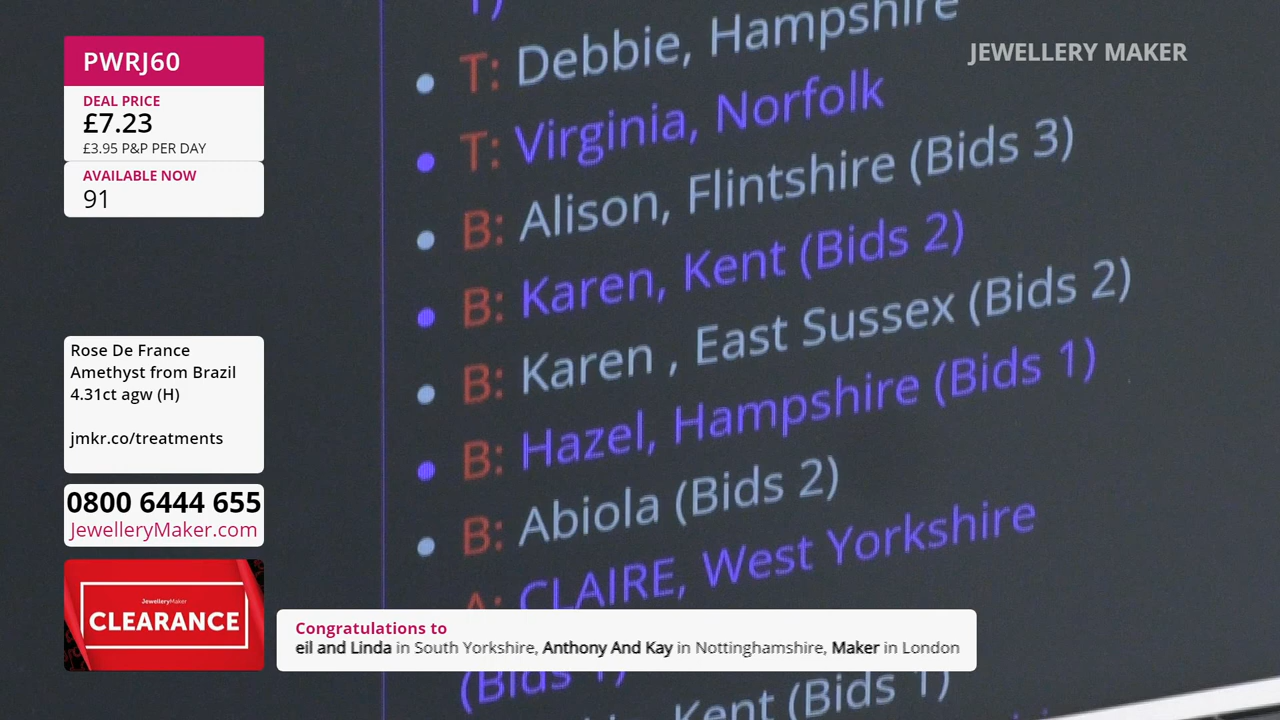 PWRJ60
DEAL PRICE
£7.23
£3.95 P&P PER DAY
AVAILABLE NOW
91
Rose De France
Amethyst from Brazil
4.31ct agw (H)
jmkr.co/treatments
0800 6444 655
JewelleryMaker.com
JewelleryMaker
CLEARANCE
JEWELLERY MAKER
1)
• T: Debbie, Hampshire
• T: Virginia, Norfolk
• B: Alison, Flintshire (Bids 3)
• B: Karen, Kent (Bids 2)
• B: Karen , East Sussex (Bids 2)
• B: Hazel, Hampshire (Bids 1)
• B: Abiola (Bids 2)
A: CLAIRE, West Yorkshire
(Bids 1)
Kent (Bids 1)
Congratulations to
eil and Linda in South Yorkshire, Anthony And Kay in Nottinghamshire, Maker in London